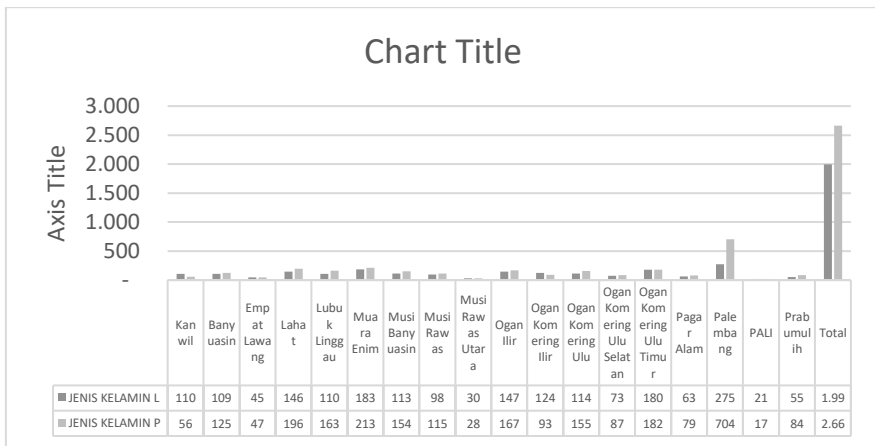 Chart Title
Axis Title
3.000
2.500
2.000
1.500
1.000
500
-
Kan
wil
Bany
uasin
Emp
at
Lawa
ng
Laha
t
Lubu
k
Lingg
au
Mua
ra
Enim
Musi
Bany
uasin
Musi
Raw
as
Musi
Raw
as
Utar
a
Ogan
Ilir
Ogan
Kom
ering
Ilir
Ogan
Kom
ering
Ulu
Ogan
Kom
ering
Ulu
Selat
an
Ogan
Kom
ering
Ulu
Timu
r
Paga
r
Alam
Pale
mba
ng
PALI
Prab
umul
ih
Total
JENIS KELAMIN L 110 109 45 146 110 183 113 98 30 147 124 114 73 180 63 275 21 55 1.99
JENIS KELAMIN P 56 125 47 196 163 213 154 115 28 167 93 155 87 182 79 704 17 84 2.66